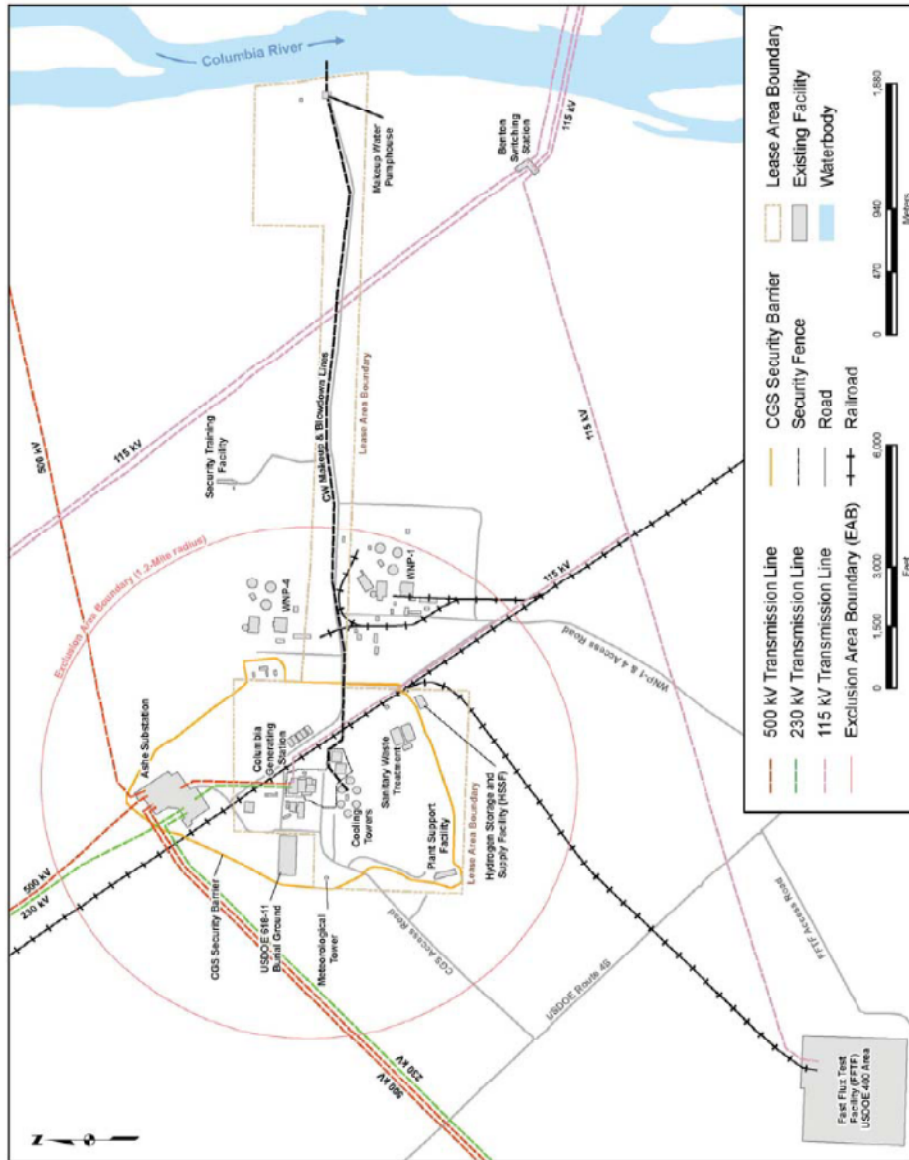 Columbia River
Makeup Water
Pumphouse
Benton
Switching
Station
115 kV
500 kV
115 kV
Security Training
Facility
CW Makeup & Blowdown Lines
Lease Area Boundary
115 kV
Exclusion Area Boundary (1.2-Mile radius)
WNP-4
WNP-1
115 kV
WNP-1 & 4 Access Road
Ashe Substation
Columbia
Generating
Station
Cooling
Towers
Sanitary Waste
Treatment
Hydrogen Storage and
Supply Facility (HSSF)
Plant Support
Facility
Lease Area Boundary
500 kV
230 kV
CGS Security Barrier
USDOE 618-11
Burial Ground
Meteorological
Tower
CGS Access Road
USDOE Route 4S
FFTF Access Road
230 kV
500 kV
Fast Flux Test
Facility (FFTF)
USDOE 400 Area
N
500 kV Transmission Line
230 kV Transmission Line
115 kV Transmission Line
Exclusion Area Boundary (EAB)
CGS Security Barrier
Security Fence
Road
Railroad
Lease Area Boundary
Existing Facility
Waterbody
0 1,500 3,000 6,000
Feet
0 470 940 1,880
Meters